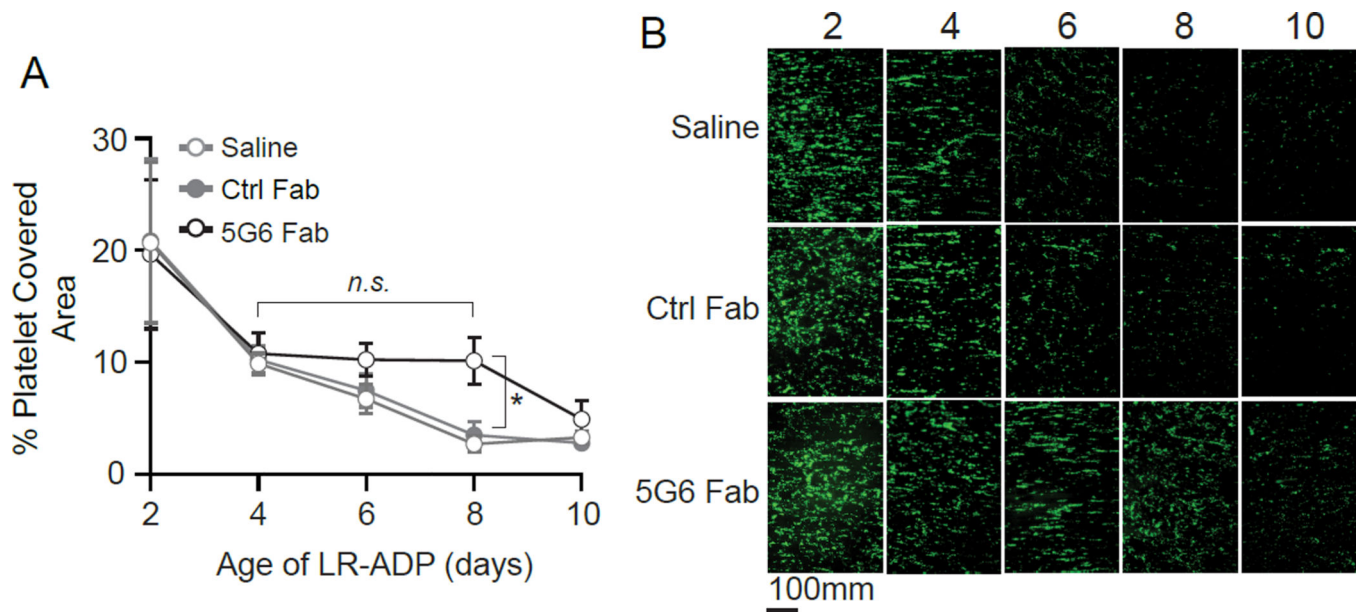 A
% Platelet Covered
Area
30
20
10
0
2 4 6 8 10
Age of LR-ADP (days)
Saline
Ctrl Fab
5G6 Fab
n.s.
*
B
2 4 6 8 10
Saline
Ctrl Fab
5G6 Fab
100mm